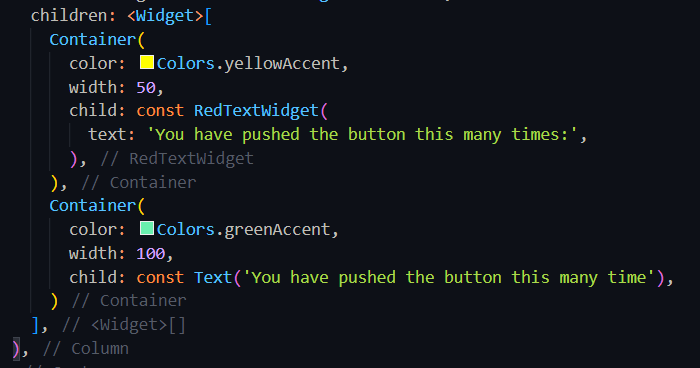 children: <Widget>[
Container(
color: Colors.yellowAccent,
width: 50,
child: const RedTextWidget(
text: 'You have pushed the button this many times:',
), // RedTextWidget
), // Container
Container(
color: Colors.greenAccent,
width: 100,
child: const Text('You have pushed the button this many time'),
) // Container
], // <Widget>[]
), // Column